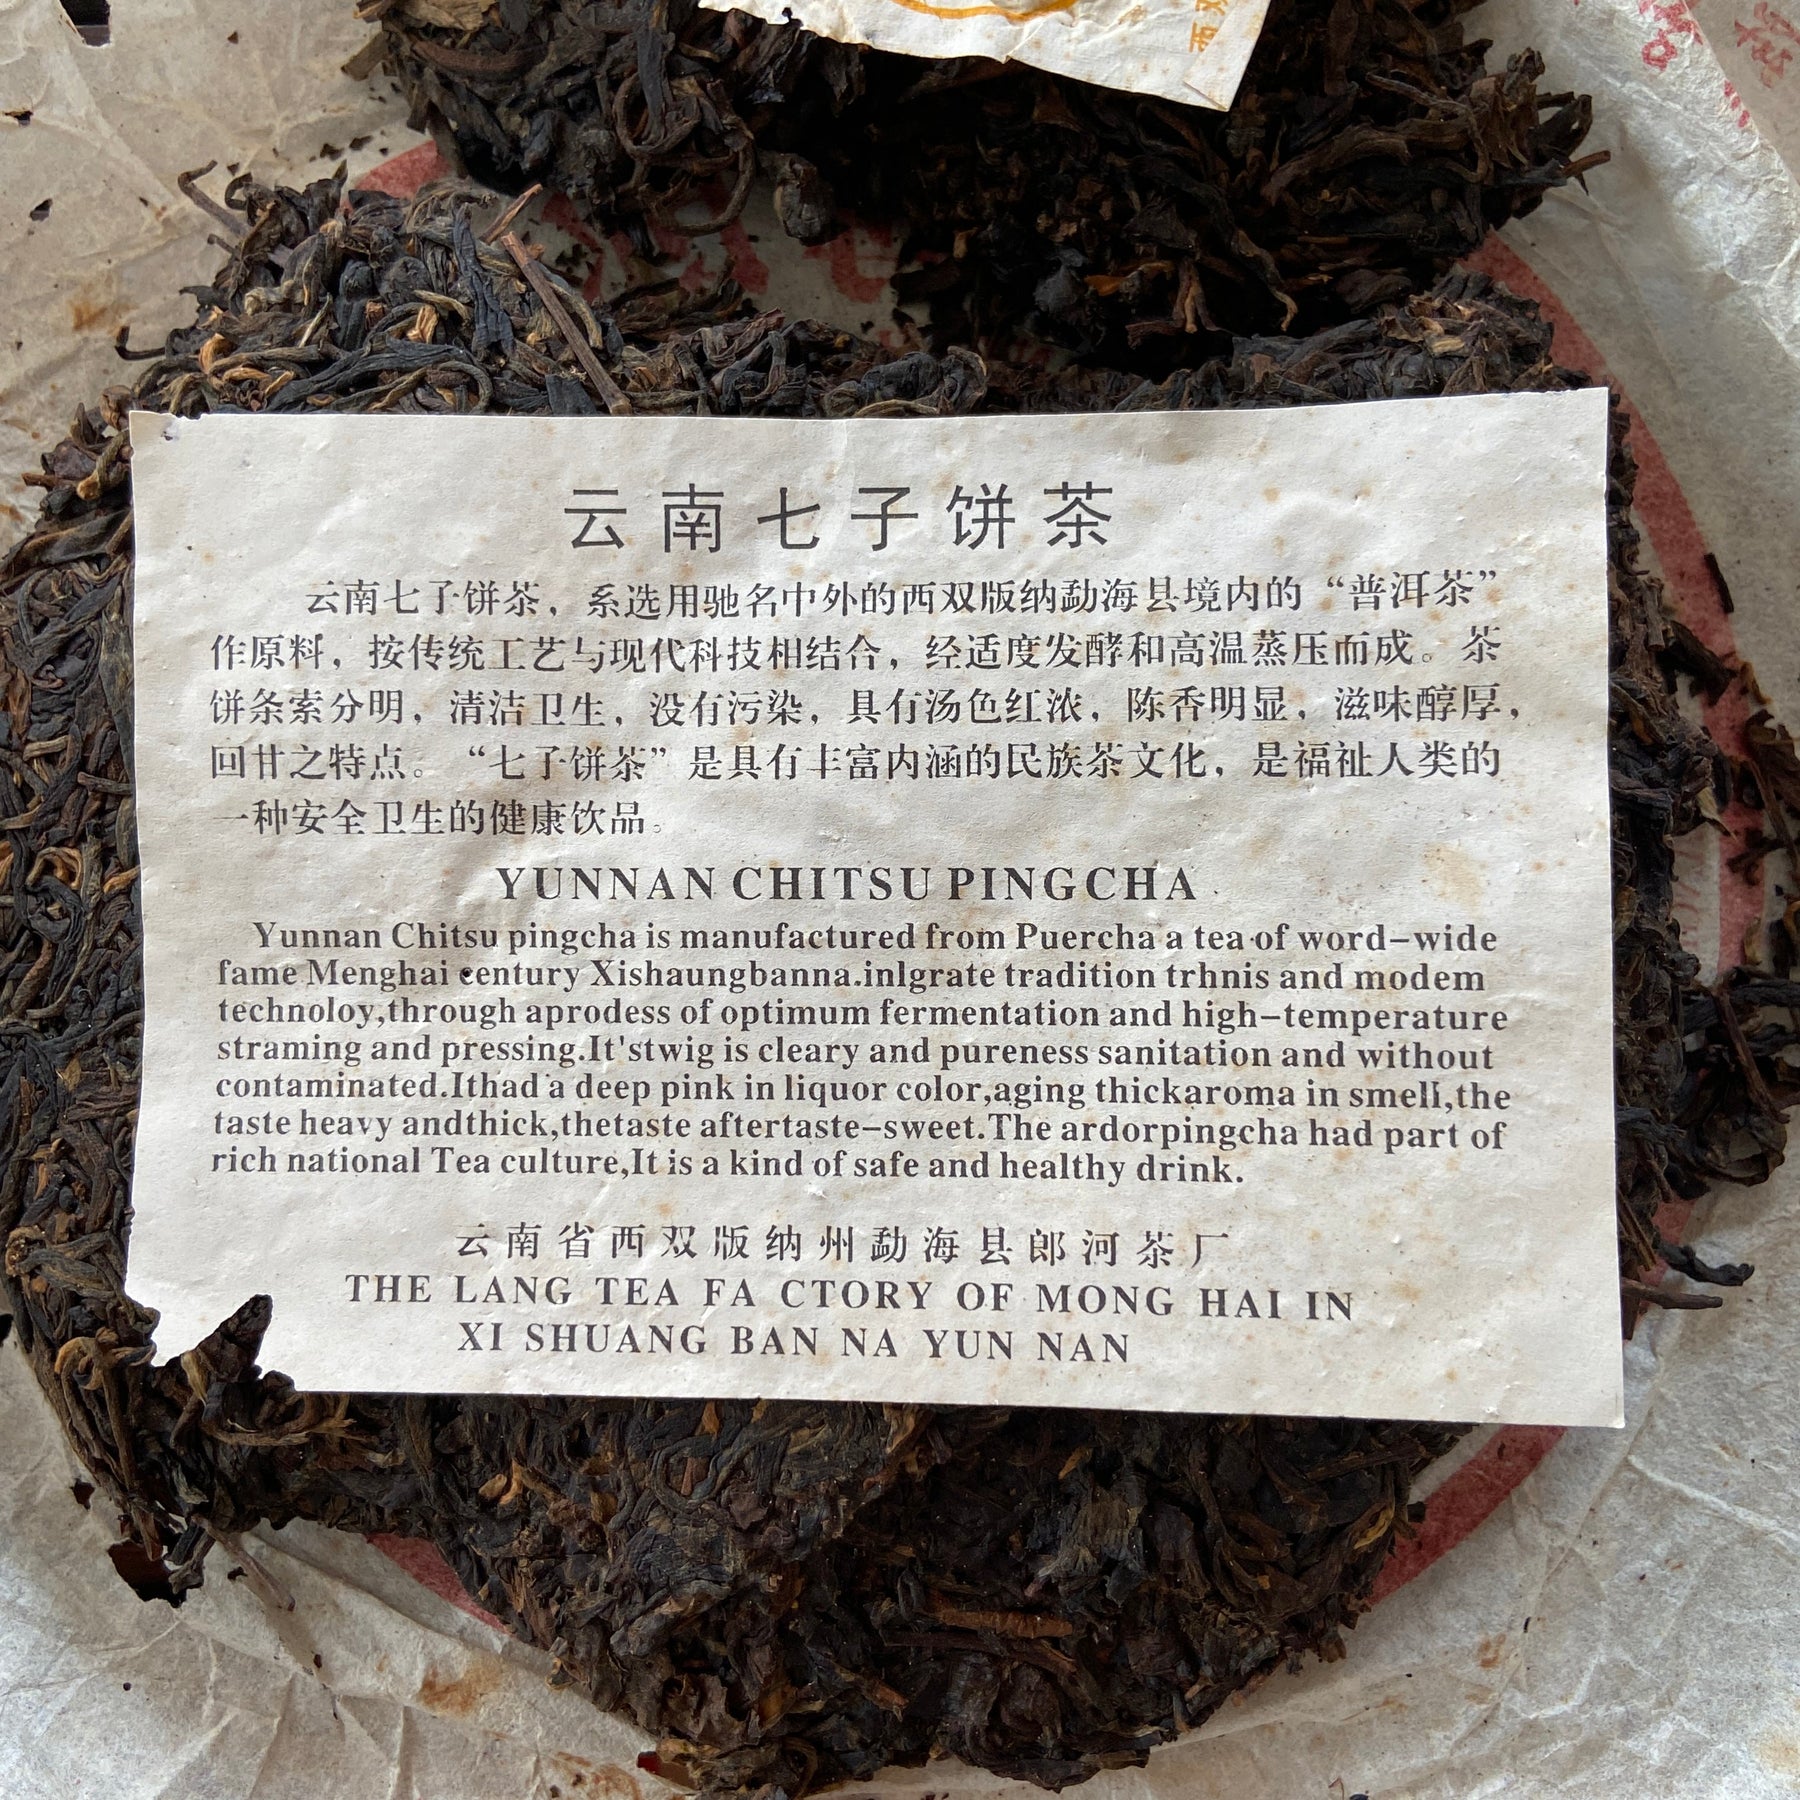 西双
云南七子饼茶
云南七子饼茶，系选用驰名中外的西双版纳勐海县境内的“普洱茶”
作原料，按传统工艺与现代科技相结合，经适度发酵和高温蒸压而成。茶
饼条索分明，清洁卫生，没有污染，具有汤色红浓，陈香明显，滋味醇厚，
回甘之特点。“七子饼茶”是具有丰富内涵的民族茶文化，是福祉人类的
一种安全卫生的健康饮品。
YUNNAN CHITSU PINGCHA
Yunnan Chitsu pingcha is manufactured from Puercha a tea of word-wide
fame Menghai century Xishaungbanna.inlgrate tradition trhnis and modem
technoloy,through aprodess of optimum fermentation and high-temperature
straming and pressing.It'stwig is cleary and pureness sanitation and without
contaminated.Ithad a deep pink in liquor color,aging thickaroma in smell,the
taste heavy andthick,thetaste aftertaste-sweet.The ardorpingcha had part of
rich national Tea culture,It is a kind of safe and healthy drink.
云南省西双版纳州勐海县郎河茶厂
THE LANG TEA FA CTORY OF MONG HAI IN
XI SHUANG BAN NA YUN NAN